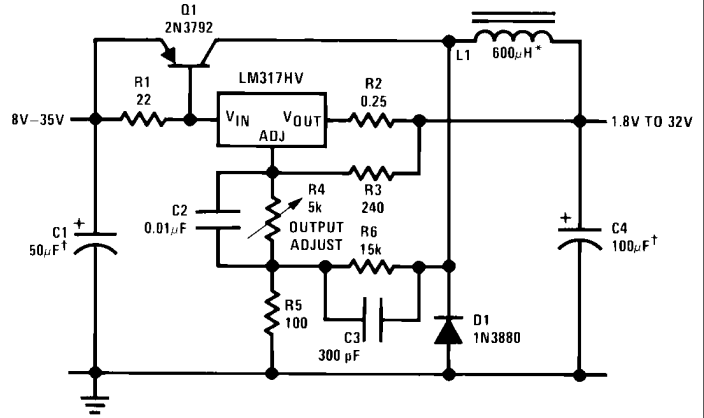 Q1
2N3792
L1
600μH*
R1
22
LM317HV
R2
0.25
8V–35V
VIN
VOUT
ADJ
1.8V TO 32V
R4
5k
R3
240
C2
0.01μF
OUTPUT
ADJUST
R6
15k
C1
+
50μF†
+
C4
100μF†
R5
100
C3
300 pF
D1
1N3880